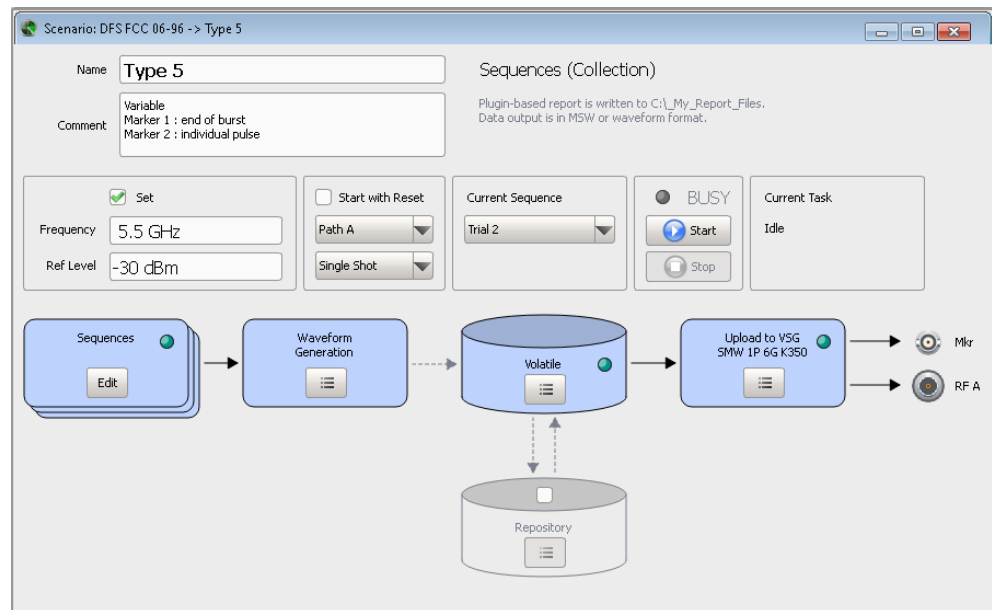 Scenario: DFS FCC 06-96 -> Type 5
Name
Type 5
Sequences (Collection)
Comment
Variable
Marker 1 : end of burst
Marker 2 : individual pulse
Plugin-based report is written to C:\_My_Report_Files.
Data output is in MSW or waveform format.
Set
Frequency
5.5 GHz
Ref Level
-30 dBm
Start with Reset
Path A
Single Shot
Current Sequence
Trial 2
BUSY
Start
Stop
Current Task
Idle
Sequences
Edit
Waveform
Generation
Volatile
Upload to VSG
SMW 1P 6G K350
Mkr
RF A
Repository